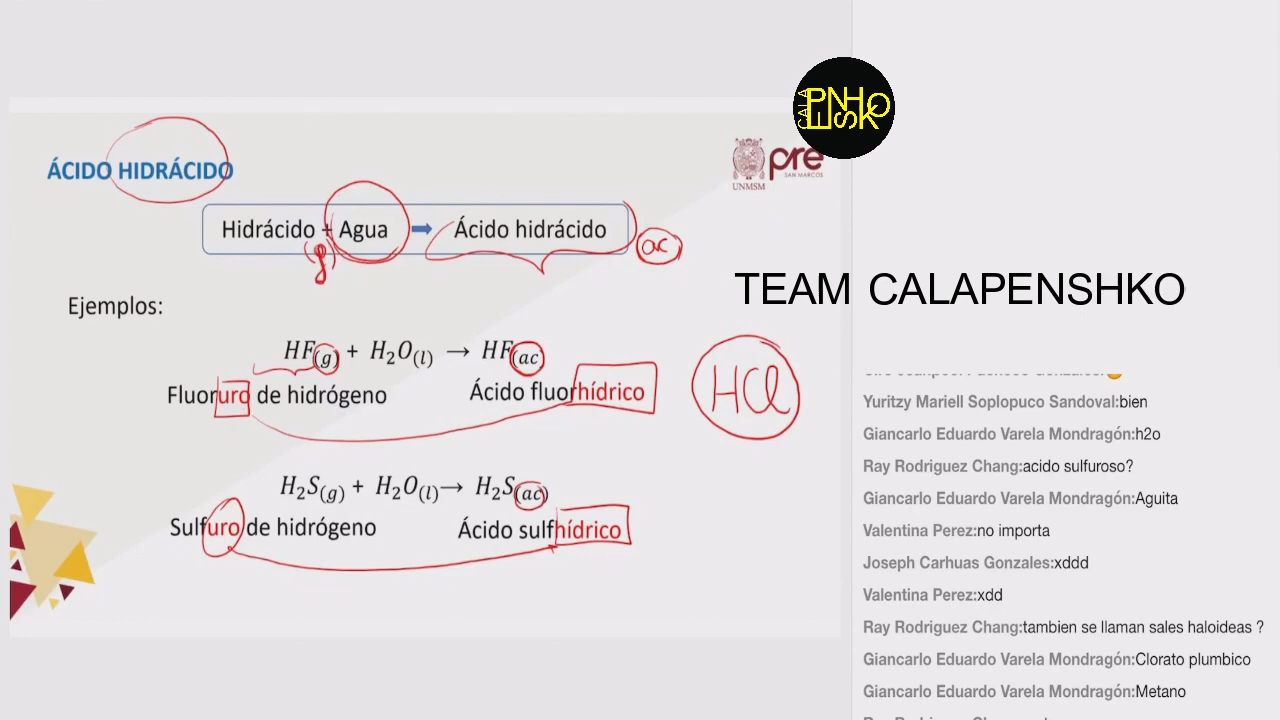 CALA
PENHO
ESK
ÁCIDO HIDRÁCIDO
pre
SAN MARCOS
UNMSM
Hidrácido + Agua → Ácido hidrácido
(g)
ac
TEAM CALAPENSHKO
Ejemplos:
HF(g) + H₂O(l) → HF(ac)
Fluoruro de hidrógeno Ácido fluorhídrico
HCl
H₂S(g) + H₂O(l) → H₂S(ac)
Sulfuro de hidrógeno Ácido sulfhídrico
Yuritzy Mariell Soplopuco Sandoval:bien
Giancarlo Eduardo Varela Mondragón:h2o
Ray Rodriguez Chang:acido sulfuroso?
Giancarlo Eduardo Varela Mondragón:Aguita
Valentina Perez:no importa
Joseph Carhuas Gonzales:xddd
Valentina Perez:xdd
Ray Rodriguez Chang:tambien se llaman sales haloideas ?
Giancarlo Eduardo Varela Mondragón:Clorato plumbico
Giancarlo Eduardo Varela Mondragón:Metano